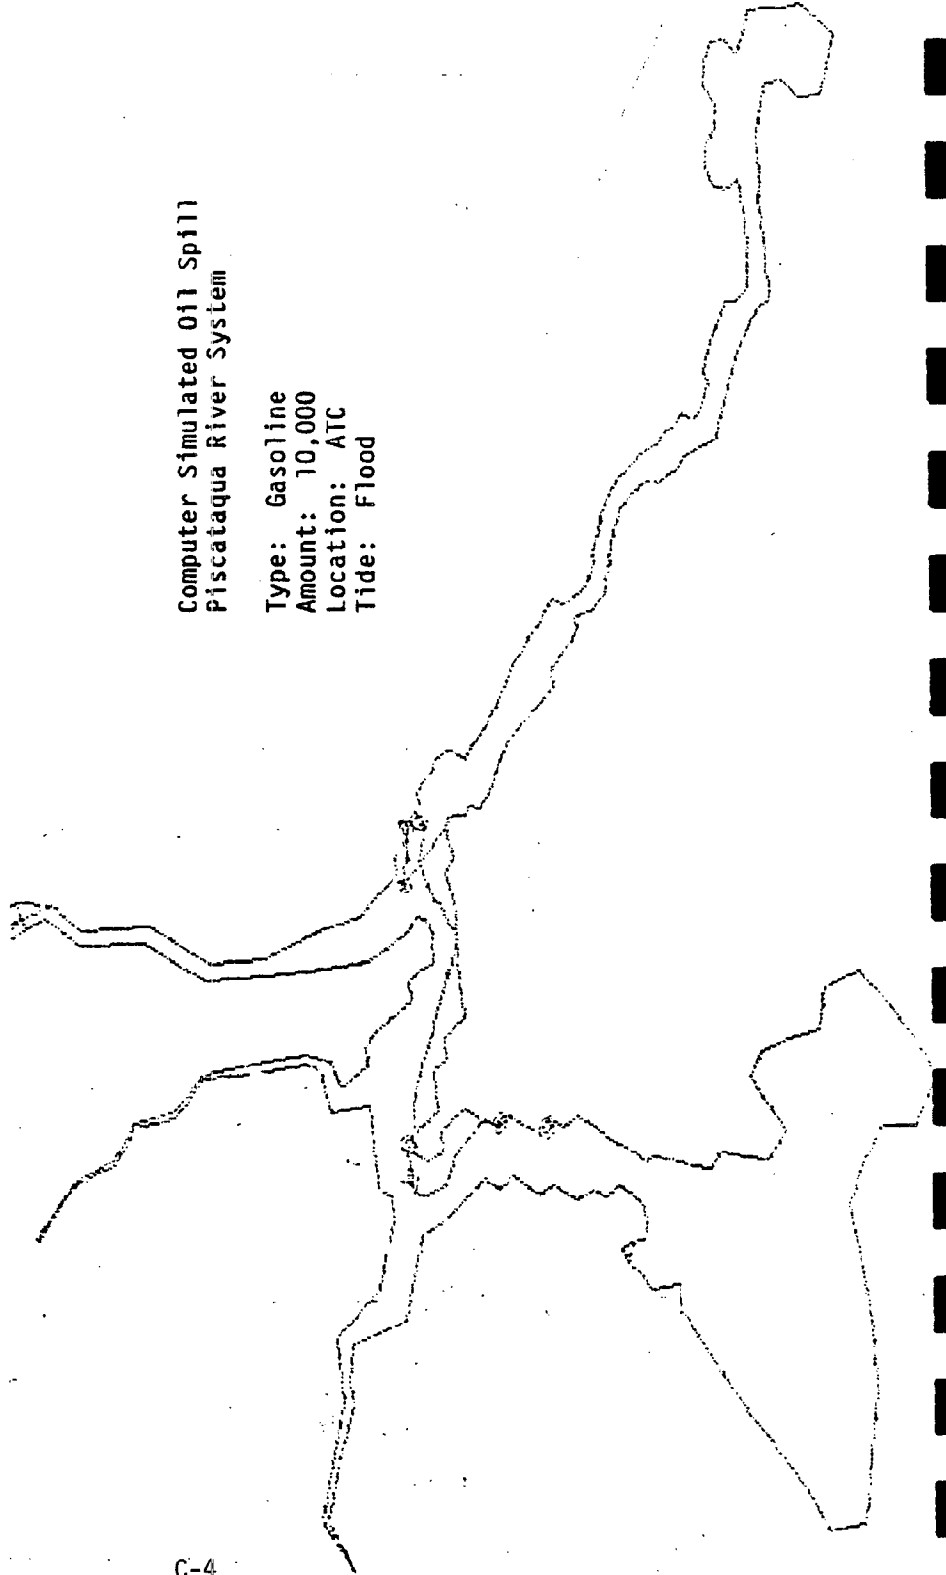 Computer Simulated Oil Spill
Piscataqua River System
Type: Gasoline
Amount: 10,000
Location: ATC
Tide: Flood
C-4